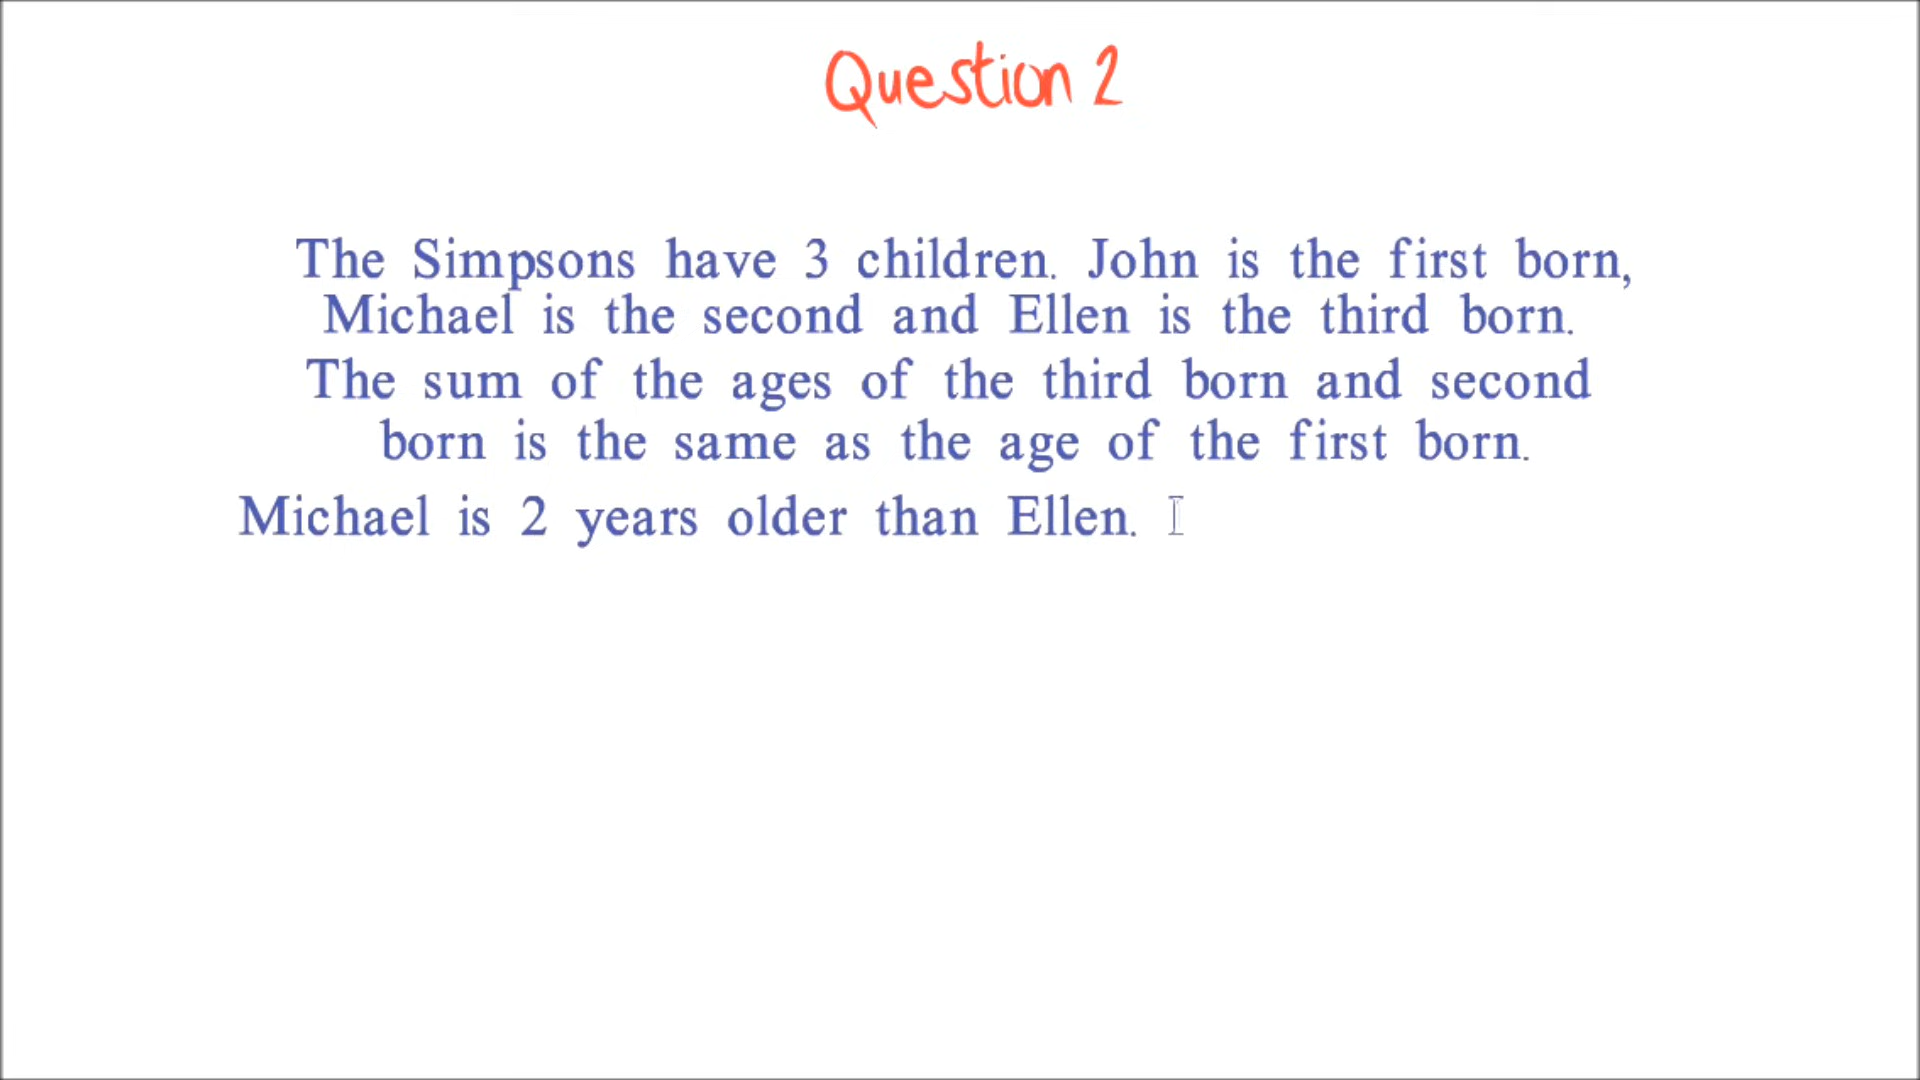 Question 2
The Simpsons have 3 children. John is the first born,
Michael is the second and Ellen is the third born.
The sum of the ages of the third born and second
born is the same as the age of the first born.
Michael is 2 years older than Ellen.